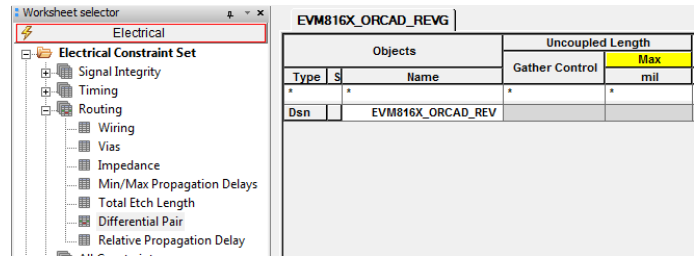 Worksheet selector
Electrical
Electrical Constraint Set
Signal Integrity
Timing
Routing
Wiring
Vias
Impedance
Min/Max Propagation Delays
Total Etch Length
Differential Pair
Relative Propagation Delay
EVM816X_ORCAD_REVG
Objects
Uncoupled Length
Gather Control
Max
Type S Name
mil
* * * *
Dsn EVM816X_ORCAD_REV